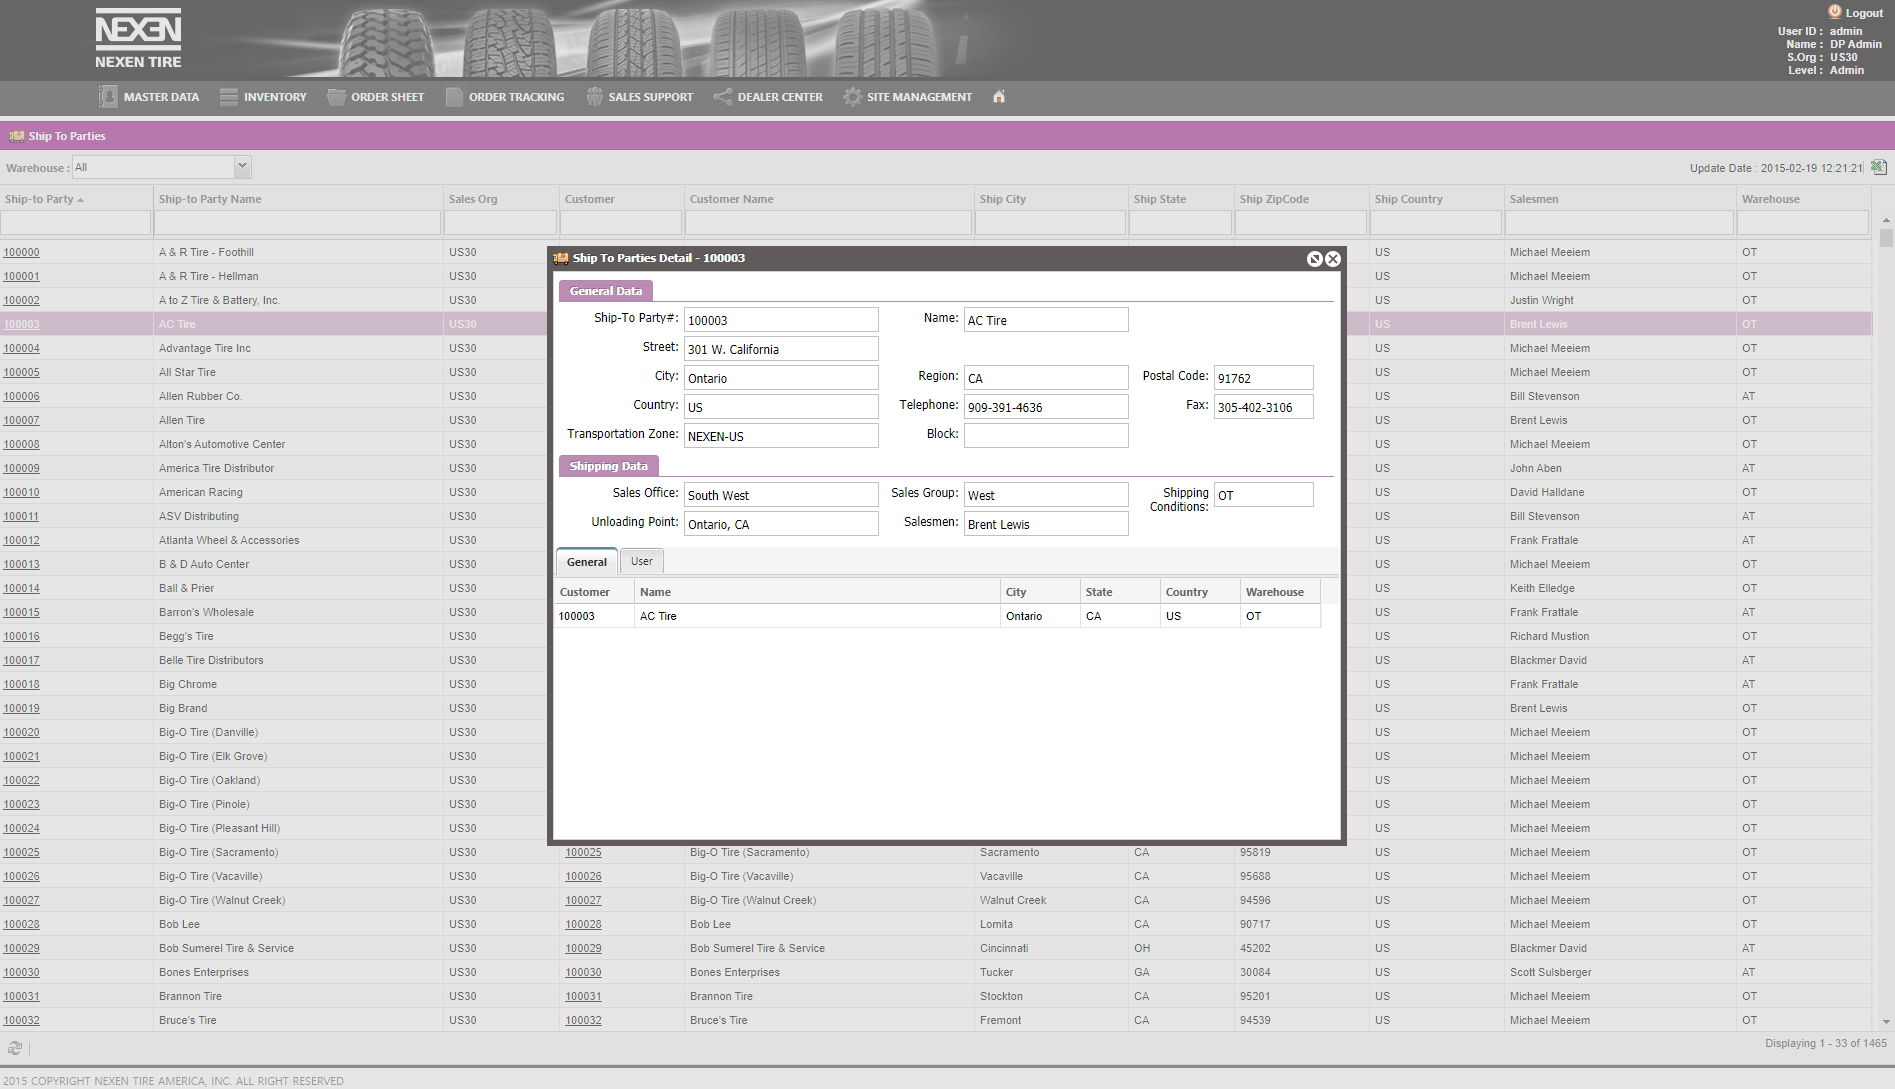 NEXEN
NEXEN TIRE
Logout
User ID : admin
Name : DP Admin
S.Org : US30
Level : Admin
MASTER DATA INVENTORY ORDER SHEET ORDER TRACKING SALES SUPPORT DEALER CENTER SITE MANAGEMENT
Ship To Parties
Warehouse : All
Update Date : 2015-02-19 12:21:21
Ship-to Party Ship-to Party Name Sales Org Customer Customer Name Ship City Ship State Ship ZipCode Ship Country Salesmen Warehouse
100000 A & R Tire - Foothill US30 US Michael Meeiem OT
100001 A & R Tire - Hellman US30 US Michael Meeiem OT
100002 A to Z Tire & Battery, Inc. US30 US Justin Wright OT
100003 AC Tire US30 US Brent Lewis OT
100004 Advantage Tire Inc US30 US Michael Meeiem OT
100005 All Star Tire US30 US Michael Meeiem OT
100006 Allen Rubber Co. US30 US Bill Stevenson AT
100007 Allen Tire US30 US Brent Lewis OT
100008 Alton's Automotive Center US30 US Michael Meeiem OT
100009 America Tire Distributor US30 US John Aben AT
100010 American Racing US30 US David Halldane OT
100011 ASV Distributing US30 US Bill Stevenson AT
100012 Atlanta Wheel & Accessories US30 US Frank Frattale AT
100013 B & D Auto Center US30 US Michael Meeiem OT
100014 Ball & Prier US30 US Keith Elledge OT
100015 Barron's Wholesale US30 US Frank Frattale AT
100016 Begg's Tire US30 US Richard Mustion OT
100017 Belle Tire Distributors US30 US Blackmer David AT
100018 Big Chrome US30 US Frank Frattale AT
100019 Big Brand US30 US Brent Lewis OT
100020 Big-O Tire (Danville) US30 US Michael Meeiem OT
100021 Big-O Tire (Elk Grove) US30 US Michael Meeiem OT
100022 Big-O Tire (Oakland) US30 US Michael Meeiem OT
100023 Big-O Tire (Pinole) US30 US Michael Meeiem OT
100024 Big-O Tire (Pleasant Hill) US30 US Michael Meeiem OT
100025 Big-O Tire (Sacramento) US30 100025 Big-O Tire (Sacramento) Sacramento CA 95819 US Michael Meeiem OT
100026 Big-O Tire (Vacaville) US30 100026 Big-O Tire (Vacaville) Vacaville CA 95688 US Michael Meeiem OT
100027 Big-O Tire (Walnut Creek) US30 100027 Big-O Tire (Walnut Creek) Walnut Creek CA 94596 US Michael Meeiem OT
100028 Bob Lee US30 100028 Bob Lee Lomita CA 90717 US Michael Meeiem OT
100029 Bob Sumerel Tire & Service US30 100029 Bob Sumerel Tire & Service Cincinnati OH 45202 US Blackmer David AT
100030 Bones Enterprises US30 100030 Bones Enterprises Tucker GA 30084 US Scott Sulsberger AT
100031 Brannon Tire US30 100031 Brannon Tire Stockton CA 95201 US Michael Meeiem OT
100032 Bruce's Tire US30 100032 Bruce's Tire Fremont CA 94539 US Michael Meeiem OT
Ship To Parties Detail - 100003
General Data
Ship-To Party#: 100003 Name: AC Tire
Street: 301 W. California
City: Ontario Region: CA Postal Code: 91762
Country: US Telephone: 909-391-4636 Fax: 305-402-3106
Transportation Zone: NEXEN-US Block:
Shipping Data
Sales Office: South West Sales Group: West Shipping Conditions: OT
Unloading Point: Ontario, CA Salesmen: Brent Lewis
General User
Customer Name City State Country Warehouse
100003 AC Tire Ontario CA US OT
Displaying 1 - 33 of 1465
2015 COPYRIGHT NEXEN TIRE AMERICA, INC. ALL RIGHT RESERVED